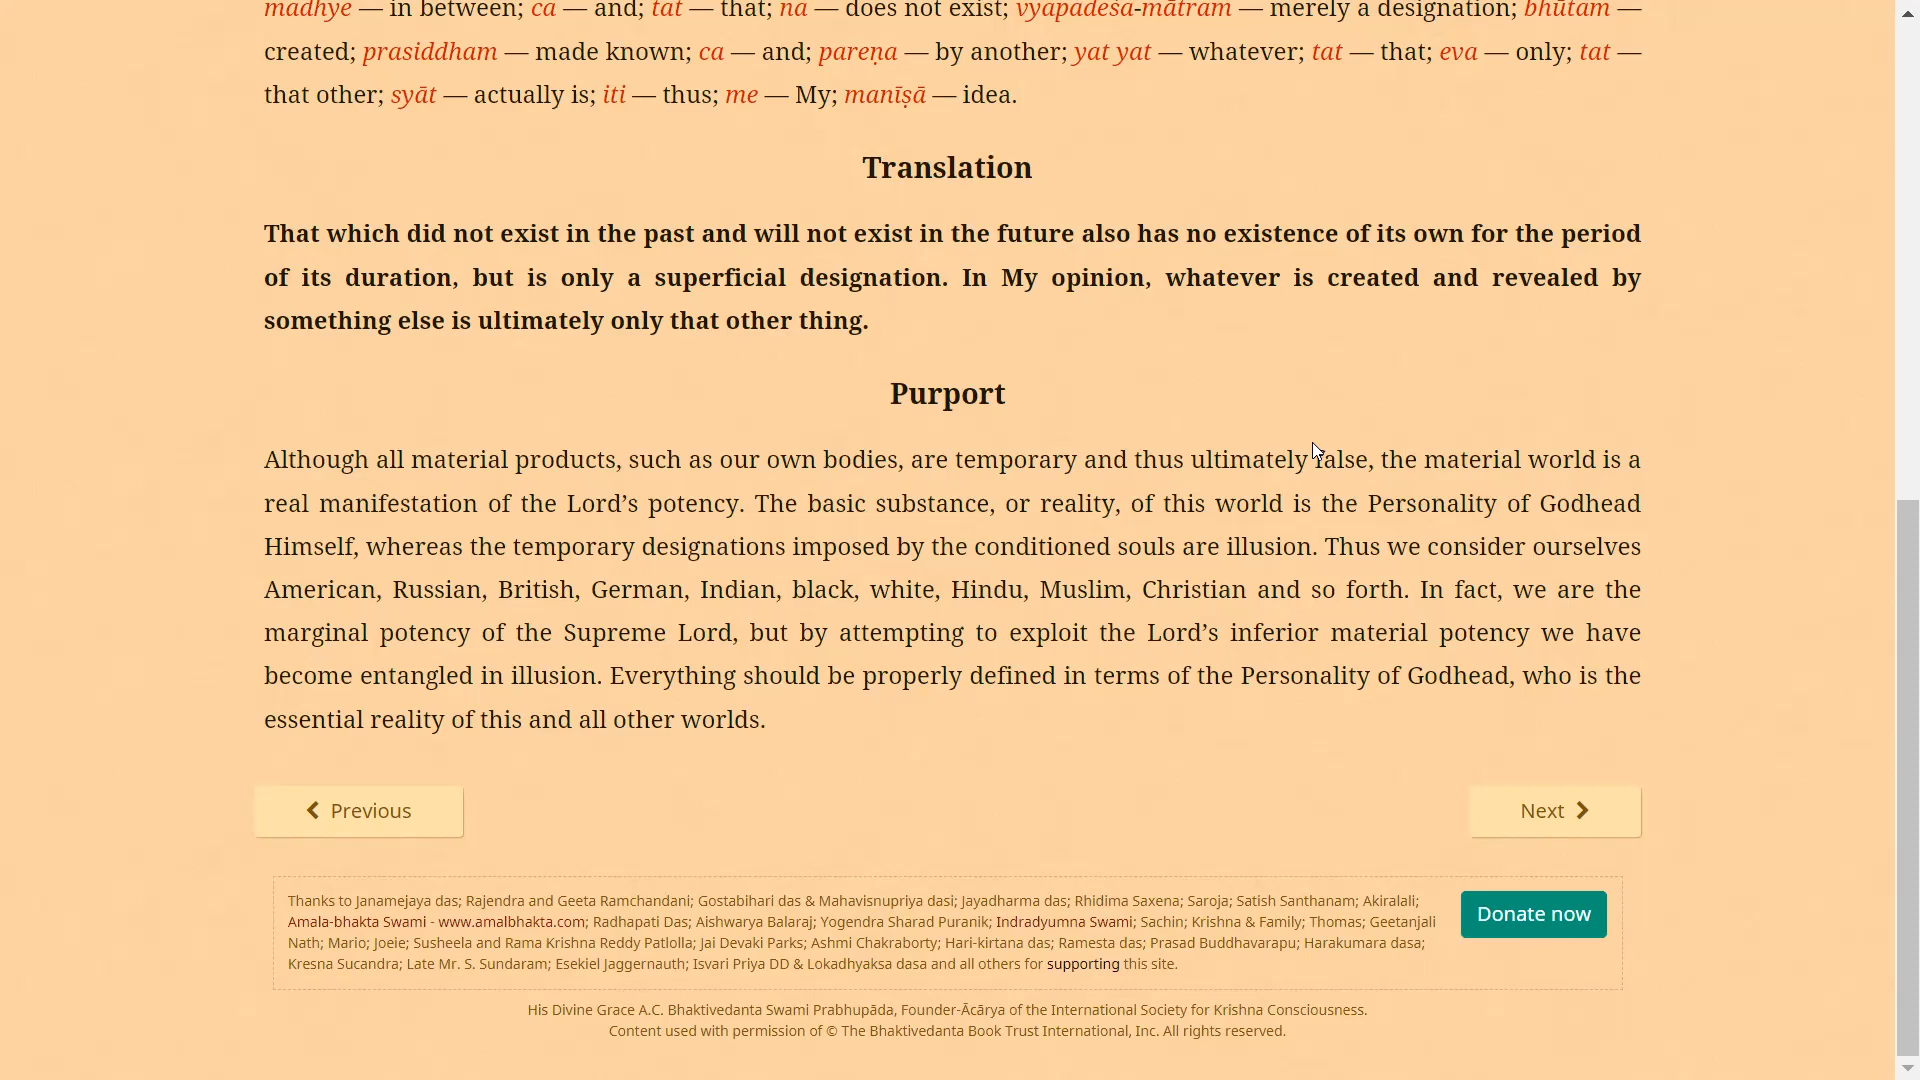 madhye — in between; ca — and; tat — that; na — does not exist; vyapadeśa-mātram — merely a designation; bhūtam —
created; prasiddham — made known; ca — and; pareṇa — by another; yat yat — whatever; tat — that; eva — only; tat —
that other; syāt — actually is; iti — thus; me — My; manīṣā — idea.
Translation
That which did not exist in the past and will not exist in the future also has no existence of its own for the period
of its duration, but is only a superficial designation. In My opinion, whatever is created and revealed by
something else is ultimately only that other thing.
Purport
Although all material products, such as our own bodies, are temporary and thus ultimately false, the material world is a
real manifestation of the Lord’s potency. The basic substance, or reality, of this world is the Personality of Godhead
Himself, whereas the temporary designations imposed by the conditioned souls are illusion. Thus we consider ourselves
American, Russian, British, German, Indian, black, white, Hindu, Muslim, Christian and so forth. In fact, we are the
marginal potency of the Supreme Lord, but by attempting to exploit the Lord’s inferior material potency we have
become entangled in illusion. Everything should be properly defined in terms of the Personality of Godhead, who is the
essential reality of this and all other worlds.
Previous
Next
Thanks to Janamejaya das; Rajendra and Geeta Ramchandani; Gostabihari das & Mahavisnupriya dasi; Jayadharma das; Rhidima Saxena; Saroja; Satish Santhanam; Akiralali;
Amala-bhakta Swami - www.amalbhakta.com; Radhapati Das; Aishwarya Balaraj; Yogendra Sharad Puranik; Indradyumna Swami; Sachin; Krishna & Family; Thomas; Geetanjali
Nath; Mario; Joeie; Susheela and Rama Krishna Reddy Patlolla; Jai Devaki Parks; Ashmi Chakraborty; Hari-kirtana das; Ramesta das; Prasad Buddhavarapu; Harakumara dasa;
Kresna Sucandra; Late Mr. S. Sundaram; Esekiel Jaggernauth; Isvari Priya DD & Lokadhyaksa dasa and all others for supporting this site.
Donate now
His Divine Grace A.C. Bhaktivedanta Swami Prabhupāda, Founder-Ācārya of the International Society for Krishna Consciousness.
Content used with permission of © The Bhaktivedanta Book Trust International, Inc. All rights reserved.